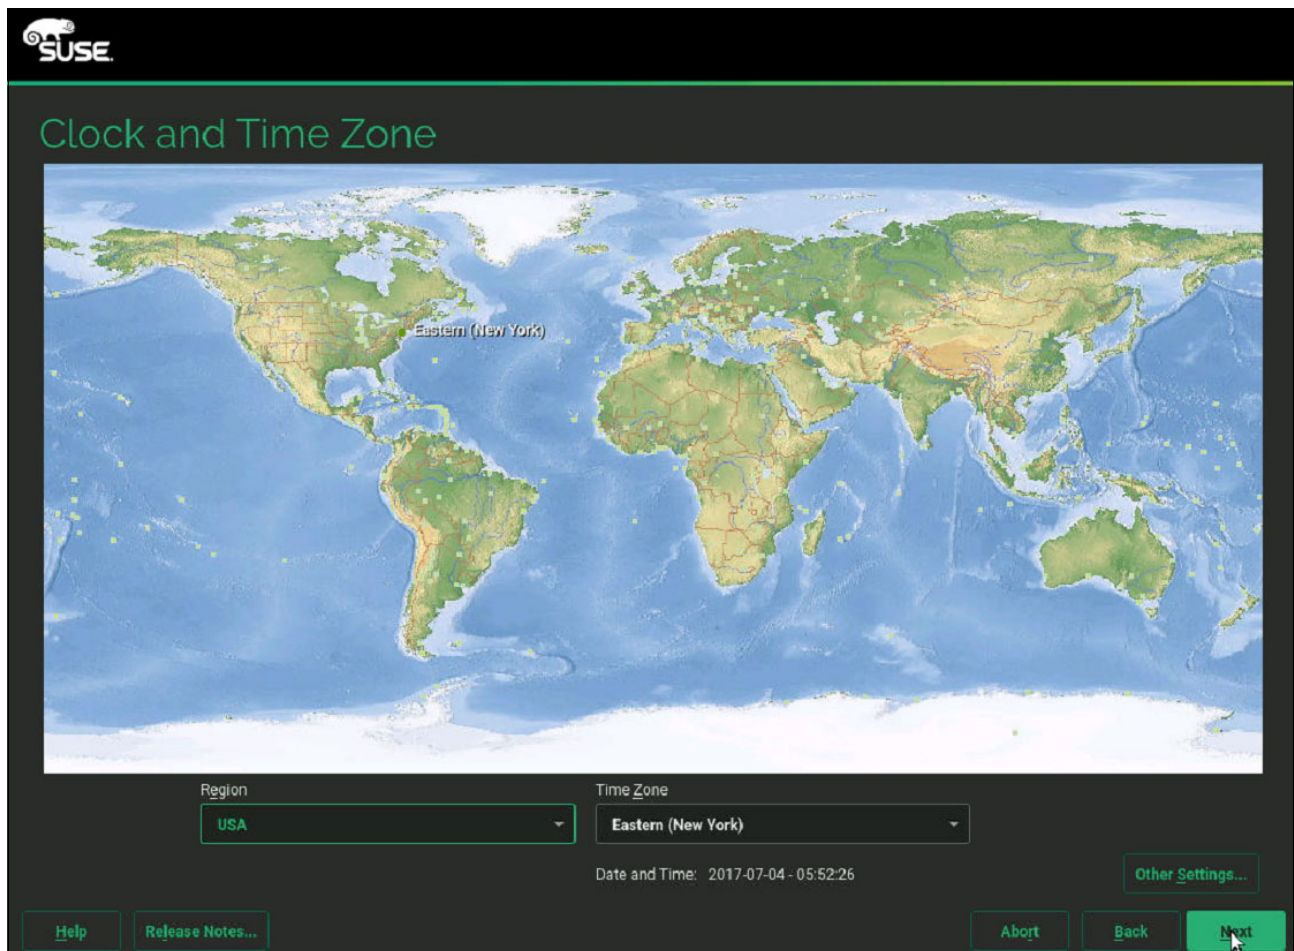 SUSE.
Clock and Time Zone
Eastern (New York)
Region
Time Zone
USA
Eastern (New York)
Date and Time: 2017-07-04 - 05:52:26
Other Settings...
Help
Release Notes...
Abort
Back
Next